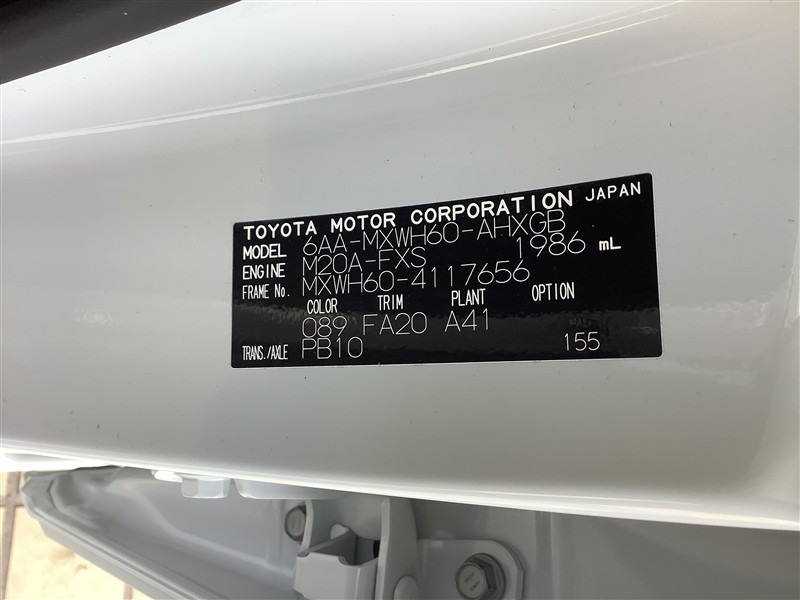 TOYOTA MOTOR CORPORATION JAPAN
MODEL 6AA-MXWH60-AHXGB
ENGINE M20A-FXS 1986 mL
FRAME No. MXWH60-4117656
COLOR TRIM PLANT OPTION
089 FA20 A41
TRANS./AXLE PB10 155